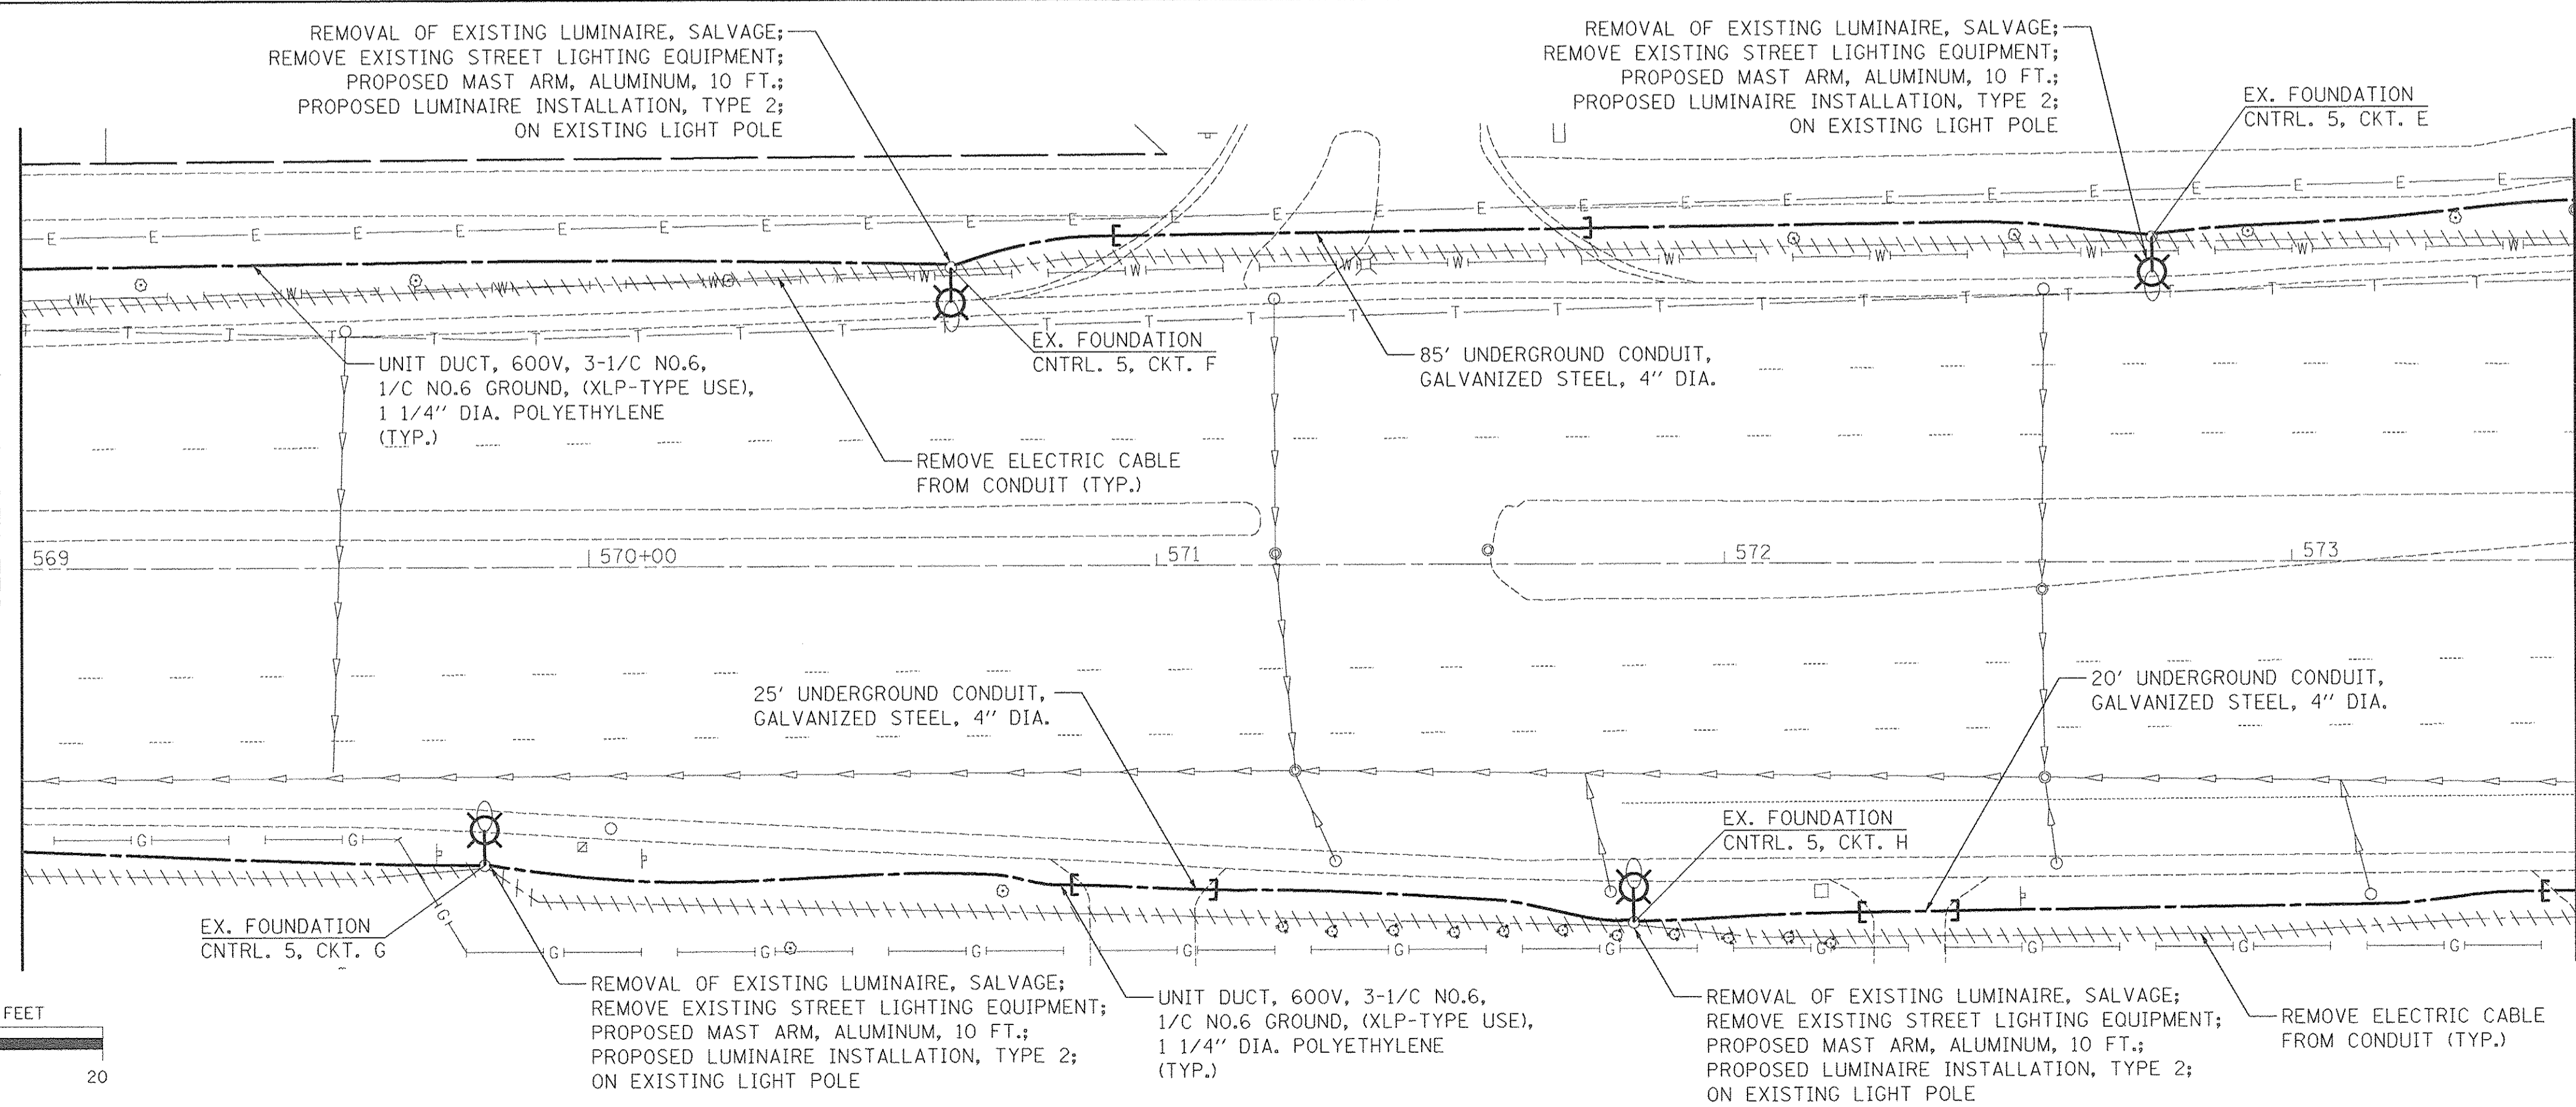 REMOVAL OF EXISTING LUMINAIRE, SALVAGE;
REMOVE EXISTING STREET LIGHTING EQUIPMENT;
PROPOSED MAST ARM, ALUMINUM, 10 FT.;
PROPOSED LUMINAIRE INSTALLATION, TYPE 2;
ON EXISTING LIGHT POLE
REMOVAL OF EXISTING LUMINAIRE, SALVAGE;
REMOVE EXISTING STREET LIGHTING EQUIPMENT;
PROPOSED MAST ARM, ALUMINUM, 10 FT.;
PROPOSED LUMINAIRE INSTALLATION, TYPE 2;
ON EXISTING LIGHT POLE
EX. FOUNDATION
CNTRL. 5, CKT. E
E E E E E E E E E E E E E E E E E E E E E E E E E
W W W W W W W W W W W W
T T T T T T T T T T T T T T T T T T T T T T T T T
EX. FOUNDATION
CNTRL. 5, CKT. F
UNIT DUCT, 600V, 3-1/C NO.6,
1/C NO.6 GROUND, (XLP-TYPE USE),
1 1/4" DIA. POLYETHYLENE
(TYP.)
85' UNDERGROUND CONDUIT,
GALVANIZED STEEL, 4" DIA.
REMOVE ELECTRIC CABLE
FROM CONDUIT (TYP.)
569
570+00
571
572
573
25' UNDERGROUND CONDUIT,
GALVANIZED STEEL, 4" DIA.
20' UNDERGROUND CONDUIT,
GALVANIZED STEEL, 4" DIA.
EX. FOUNDATION
CNTRL. 5, CKT. H
G G G
EX. FOUNDATION
CNTRL. 5, CKT. G
G G G G G G G G G G
REMOVAL OF EXISTING LUMINAIRE, SALVAGE;
REMOVE EXISTING STREET LIGHTING EQUIPMENT;
PROPOSED MAST ARM, ALUMINUM, 10 FT.;
PROPOSED LUMINAIRE INSTALLATION, TYPE 2;
ON EXISTING LIGHT POLE
UNIT DUCT, 600V, 3-1/C NO.6,
1/C NO.6 GROUND, (XLP-TYPE USE),
1 1/4" DIA. POLYETHYLENE
(TYP.)
REMOVAL OF EXISTING LUMINAIRE, SALVAGE;
REMOVE EXISTING STREET LIGHTING EQUIPMENT;
PROPOSED MAST ARM, ALUMINUM, 10 FT.;
PROPOSED LUMINAIRE INSTALLATION, TYPE 2;
ON EXISTING LIGHT POLE
REMOVE ELECTRIC CABLE
FROM CONDUIT (TYP.)
FEET
20